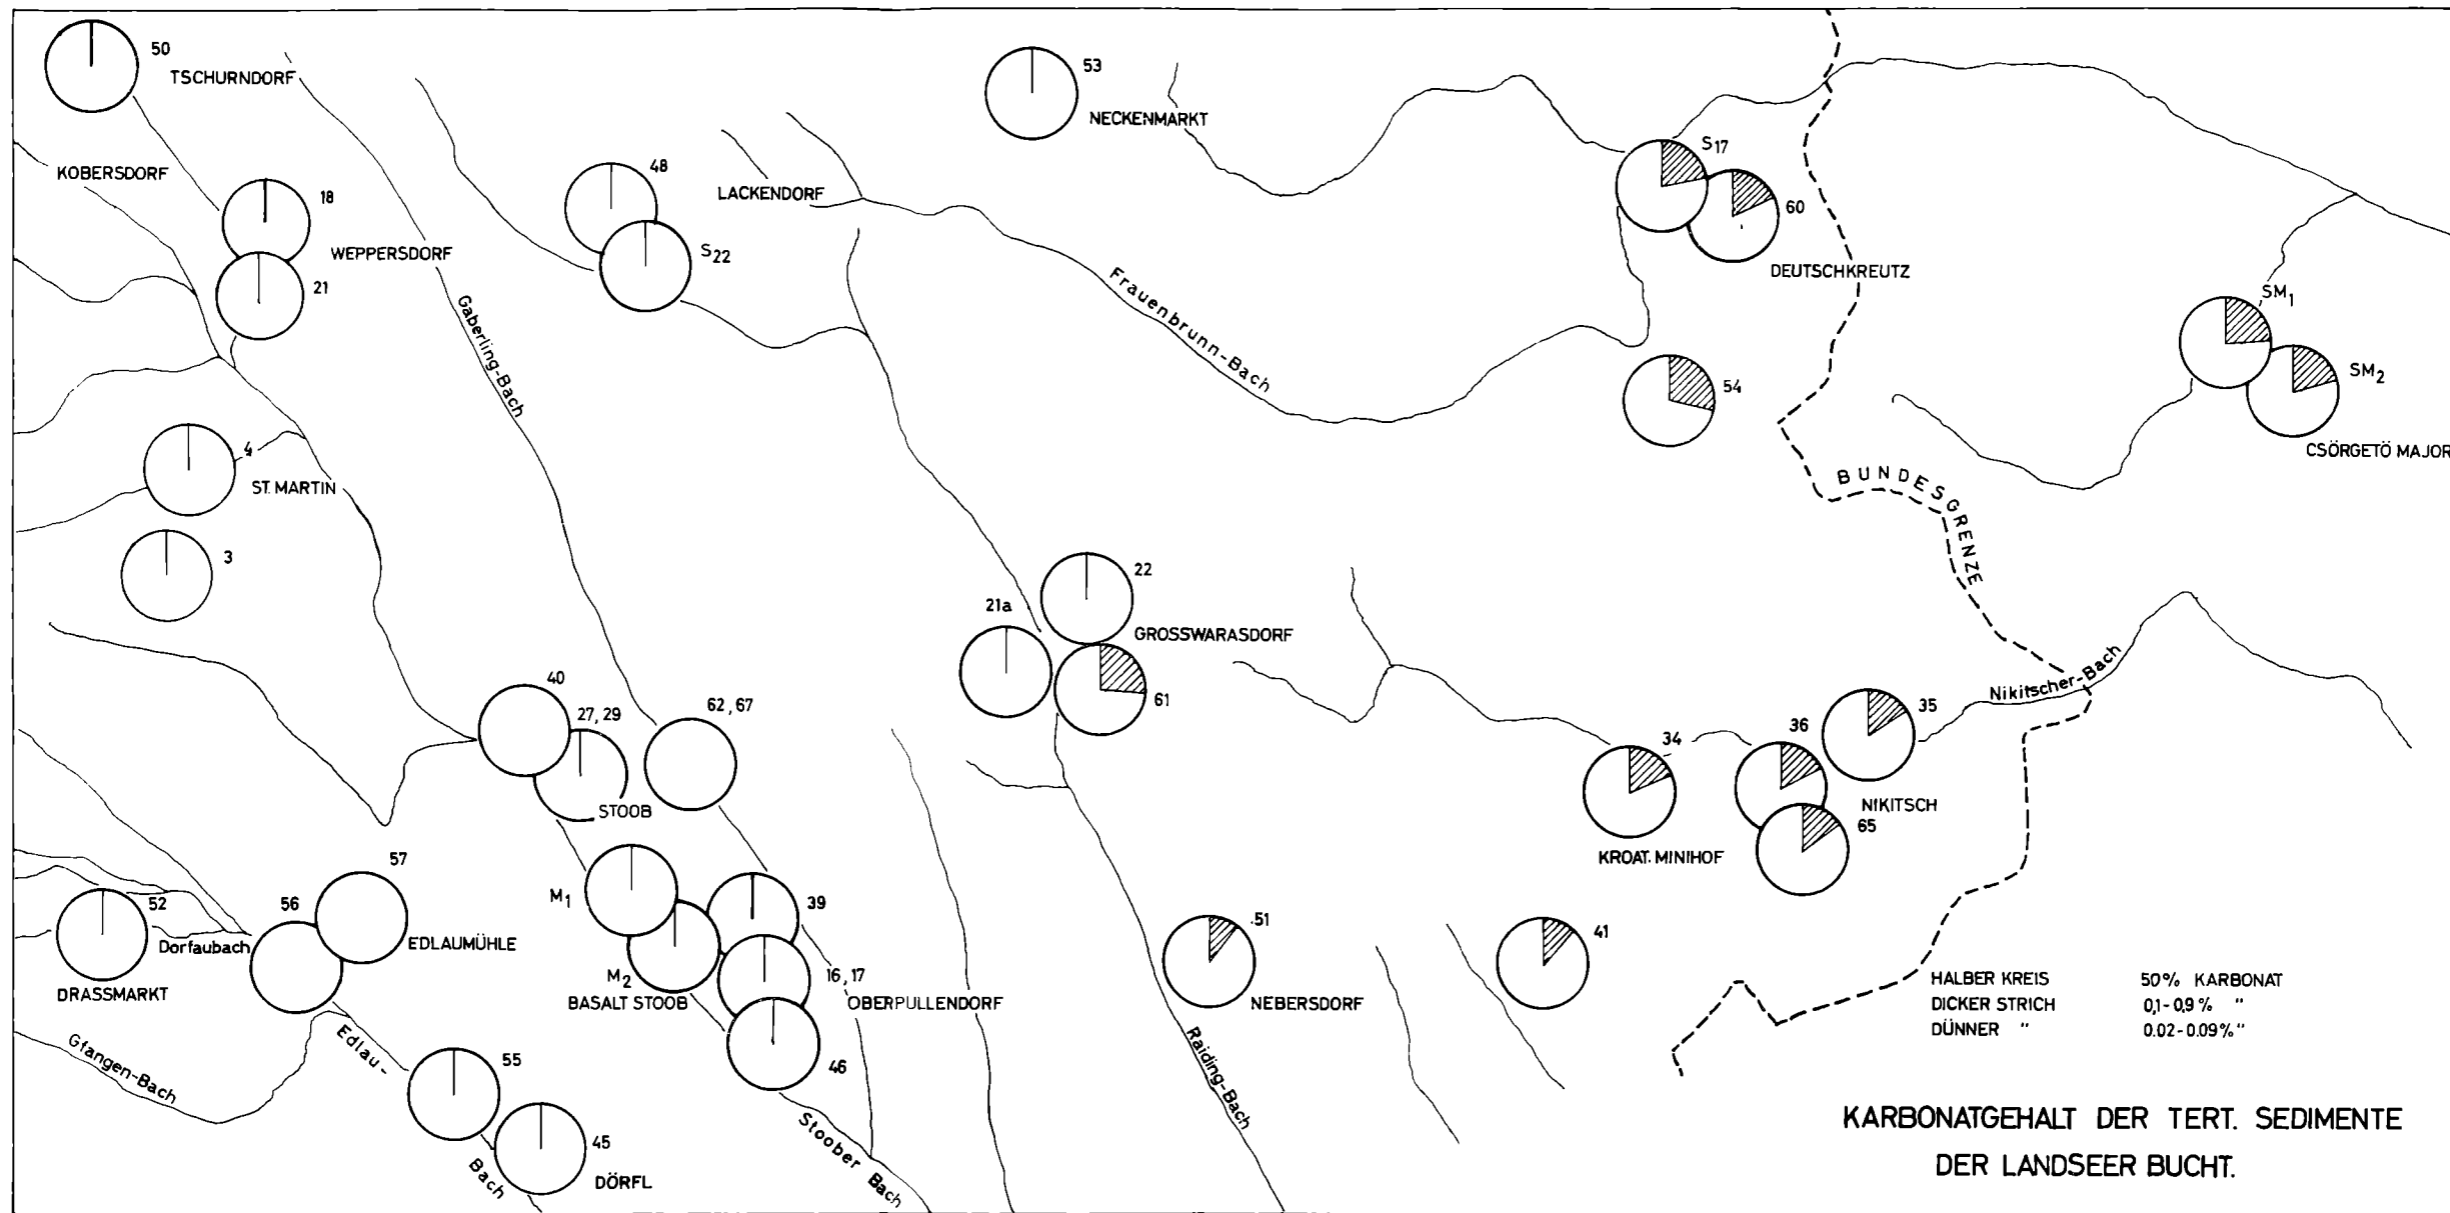 50
TSCHURNDORF
53
NECKENMARKT
KOBERSDORF
18
WEPPERSDORF
21
48
LACKENDORF
S22
S17
60
DEUTSCHKREUTZ
Gaberling-Bach
Frauenbrunn-Bach
54
SM1
SM2
CSÖRGETÖ MAJOR
4
ST. MARTIN
3
BUNDESGRENZE
22
21a
GROSSWARASDORF
61
40
27, 29
62, 67
STOOB
Nikitscher-Bach
35
36
34
NIKITSCH
65
KROAT. MINIHOF
57
56
52
Dorfaubach
EDLAUMÜHLE
DRASSMARKT
M1
39
M2
16, 17
BASALT STOOB
OBERPULLENDORF
46
51
NEBERSDORF
41
Gfangen-Bach
Edlau-
Bach
55
45
DÖRFL
Stoober Bach
Raiding-Bach
HALBER KREIS 50% KARBONAT
DICKER STRICH 0,1-0,9% "
DÜNNER " 0.02-0.09% "
KARBONATGEHALT DER TERT. SEDIMENTE
DER LANDSEER BUCHT.